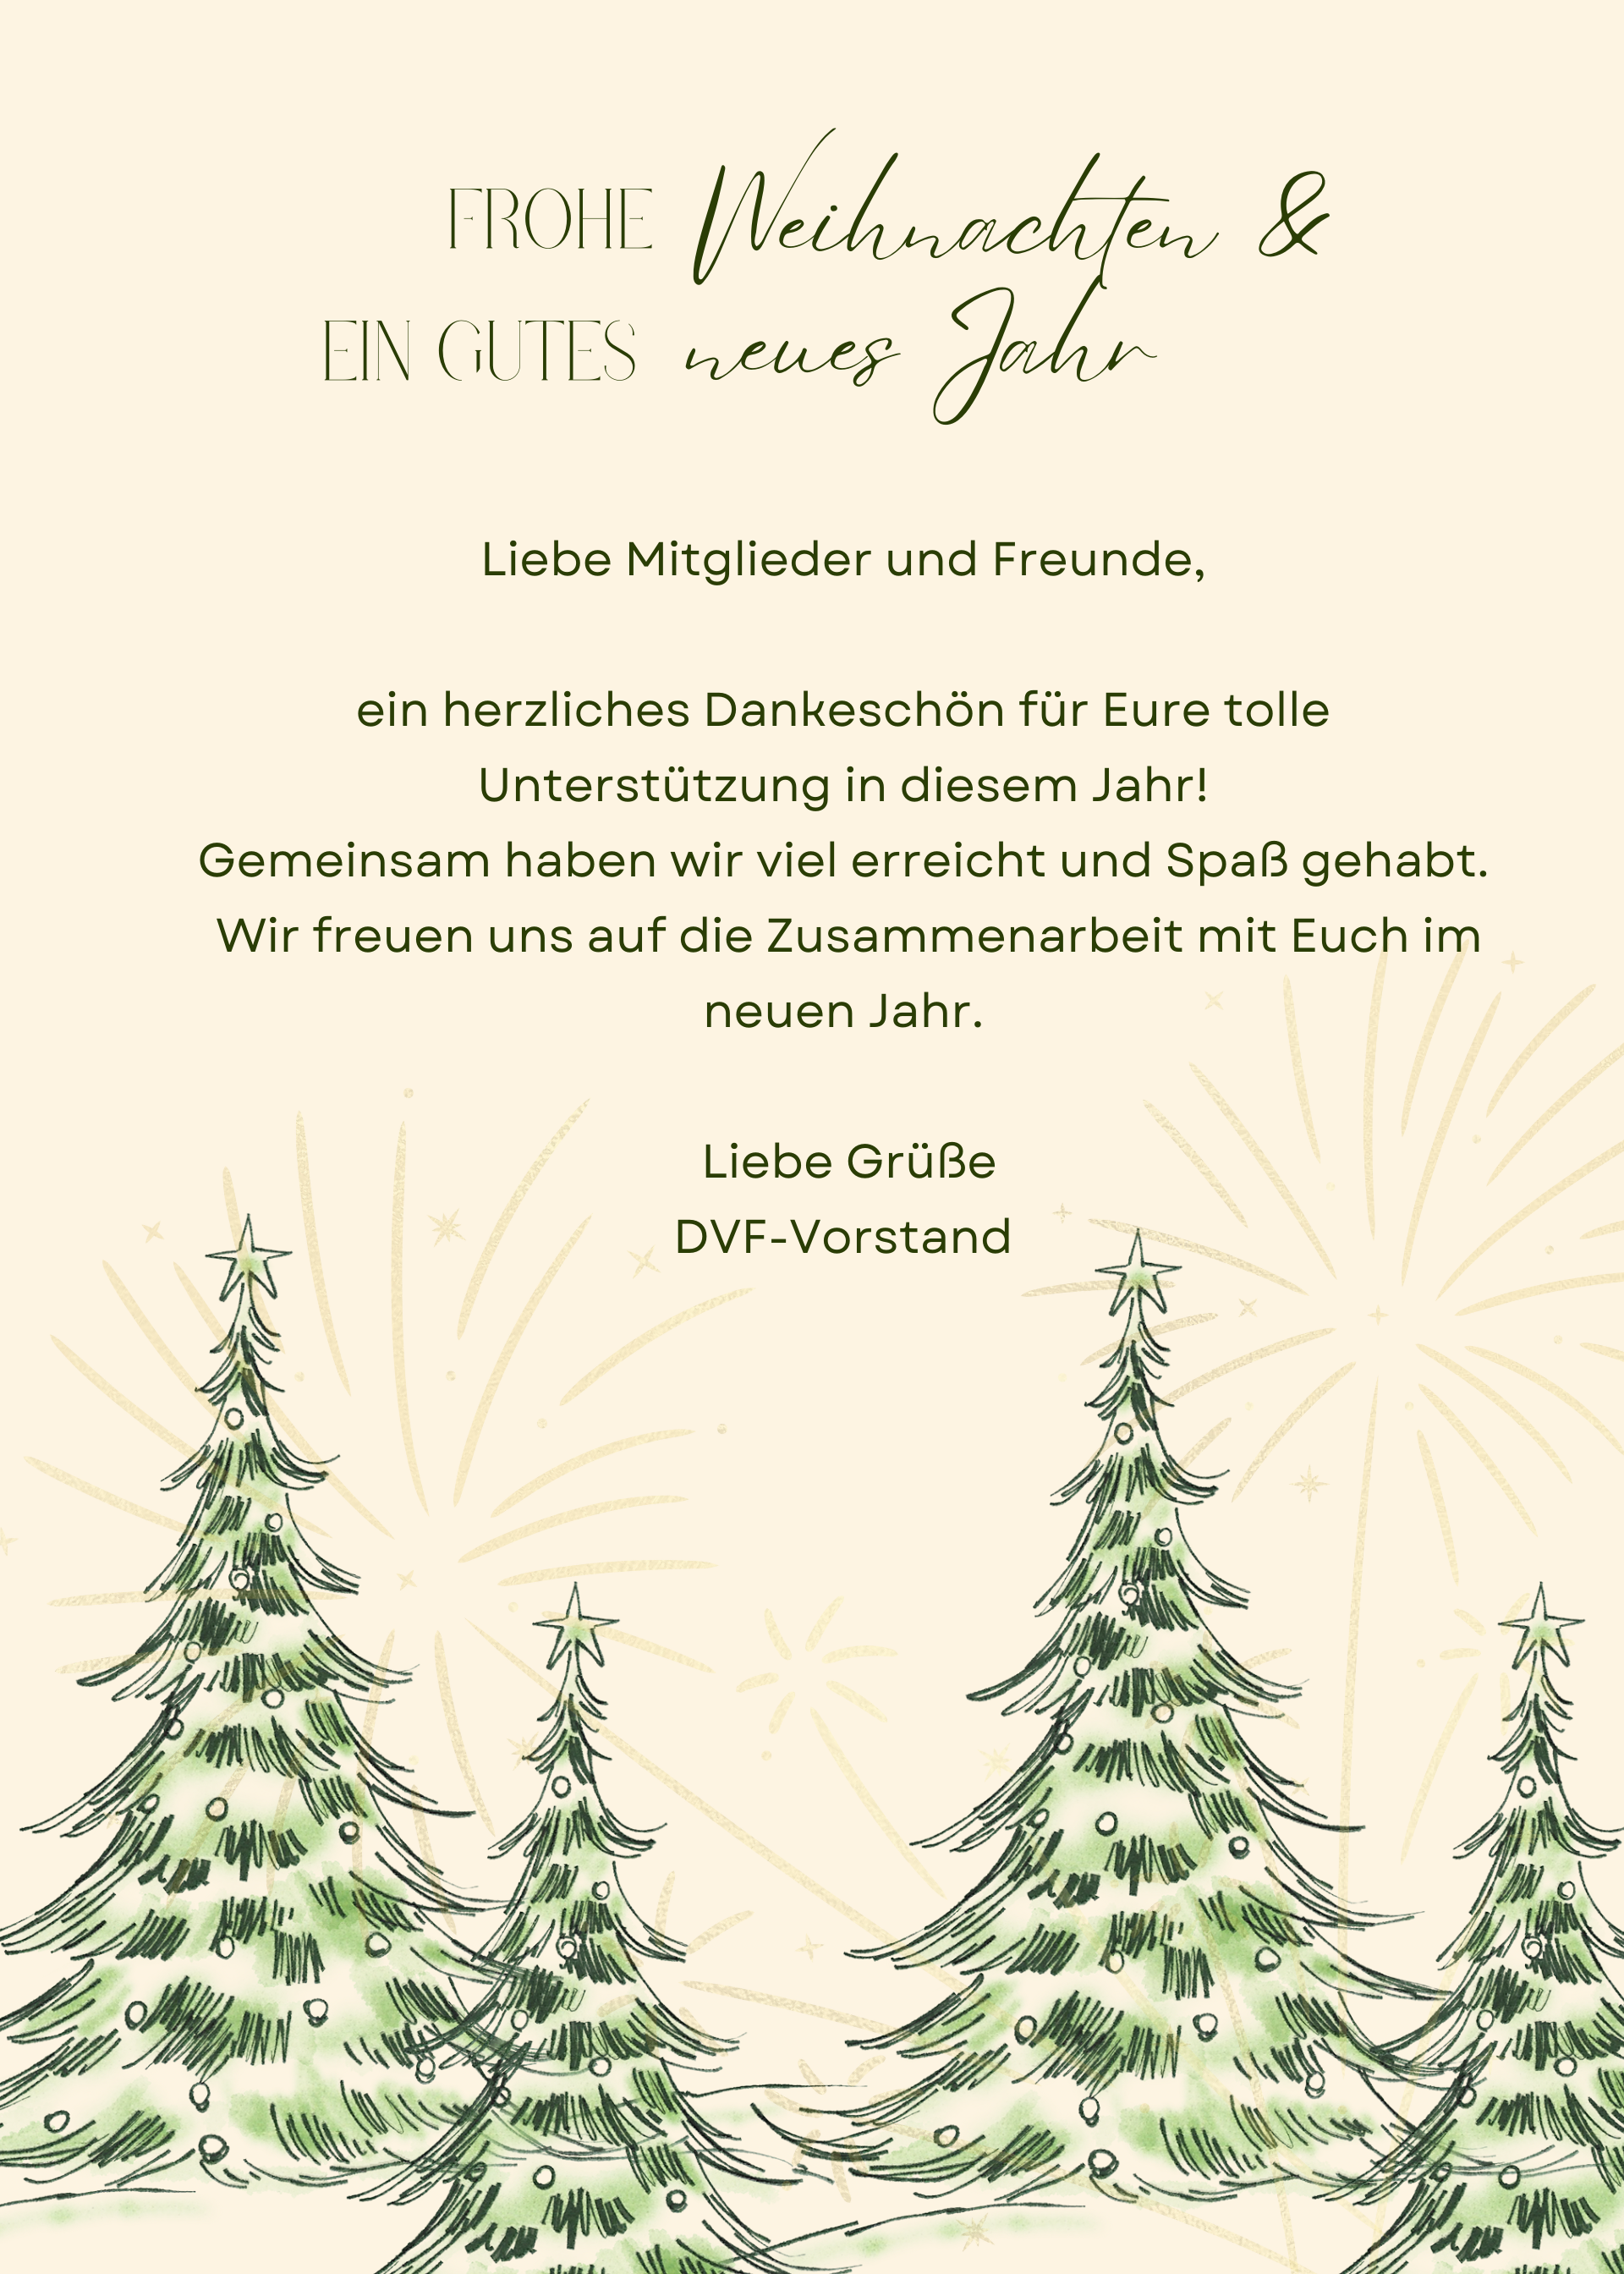 FROHE Weihnachten &
EIN GUTES neues Jahr
Liebe Mitglieder und Freunde,
ein herzliches Dankeschön für Eure tolle
Unterstützung in diesem Jahr!
Gemeinsam haben wir viel erreicht und Spaß gehabt.
Wir freuen uns auf die Zusammenarbeit mit Euch im
neuen Jahr.
Liebe Grüße
DVF-Vorstand